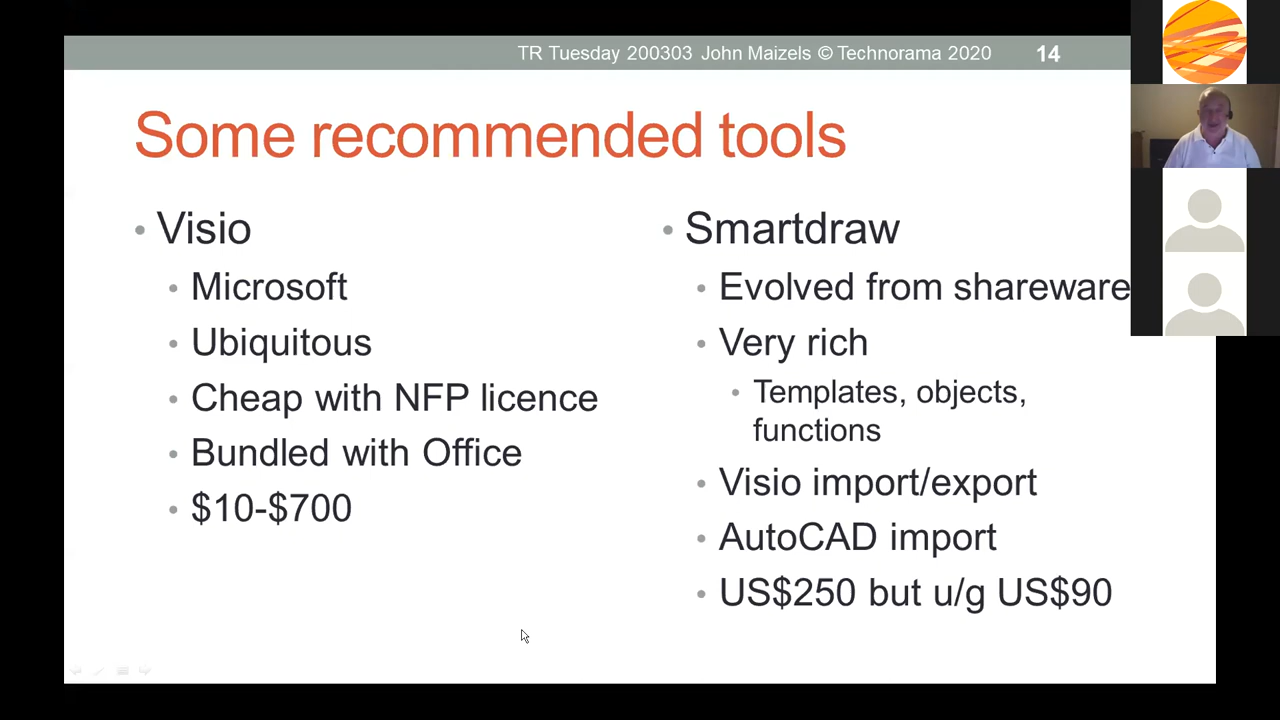 TR Tuesday 200303 John Maizels © Technorama 2020 14
Some recommended tools
• Visio
• Microsoft
• Ubiquitous
• Cheap with NFP licence
• Bundled with Office
• $10-$700
• Smartdraw
• Evolved from shareware
• Very rich
• Templates, objects,
functions
• Visio import/export
• AutoCAD import
• US$250 but u/g US$90